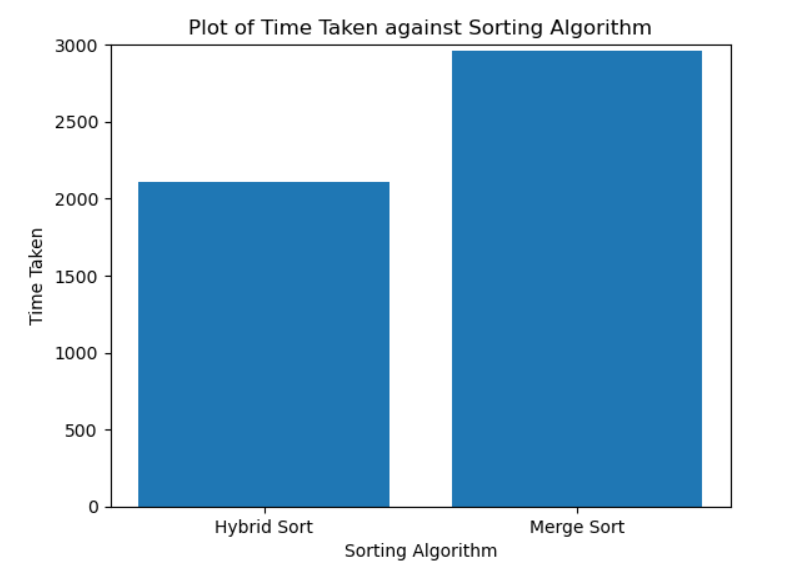 Plot of Time Taken against Sorting Algorithm
3000
2500
2000
1500
1000
500
0
Time Taken
Hybrid Sort
Merge Sort
Sorting Algorithm